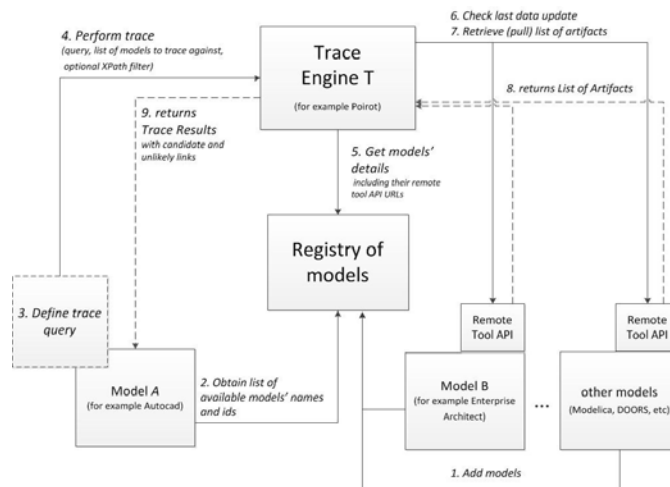 4. Perform trace
(query, list of models to trace against,
optional XPath filter)
Trace
Engine T
(for example Poirot)
6. Check last data update
7. Retrieve (pull) list of artifacts
8. returns List of Artifacts
9. returns
Trace Results
with candidate and
unlikely links
5. Get models'
details
including their remote
tool API URLs
Registry of
models
3. Define trace
query
Model A
(for example Autocad)
2. Obtain list of
available models' names
and ids
Remote
Tool API
Model B
(for example Enterprise
Architect)
...
Remote
Tool API
other models
(Modelica, DOORS, etc)
1. Add models